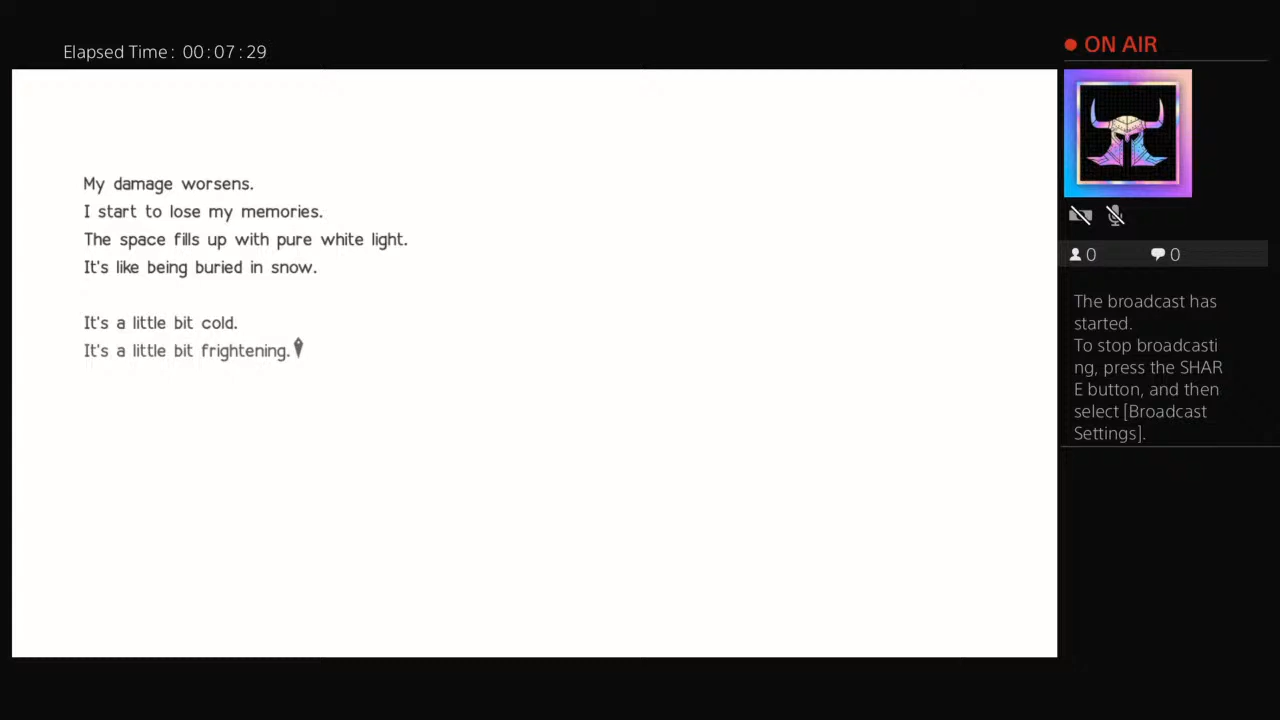 Elapsed Time: 00:07:29
ON AIR
My damage worsens.
I start to lose my memories.
The space fills up with pure white light.
It's like being buried in snow.
It's a little bit cold.
It's a little bit frightening.
0
0
The broadcast has
started.
To stop broadcasti
ng, press the SHAR
E button, and then
select [Broadcast
Settings].